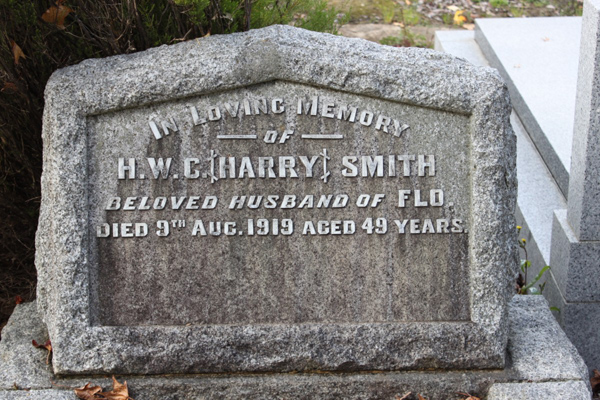 In Loving Memory
of
H.W.C. (HARRY) SMITH
BELOVED HUSBAND OF FLO.
DIED 9TH AUG. 1919 AGED 49 YEARS.